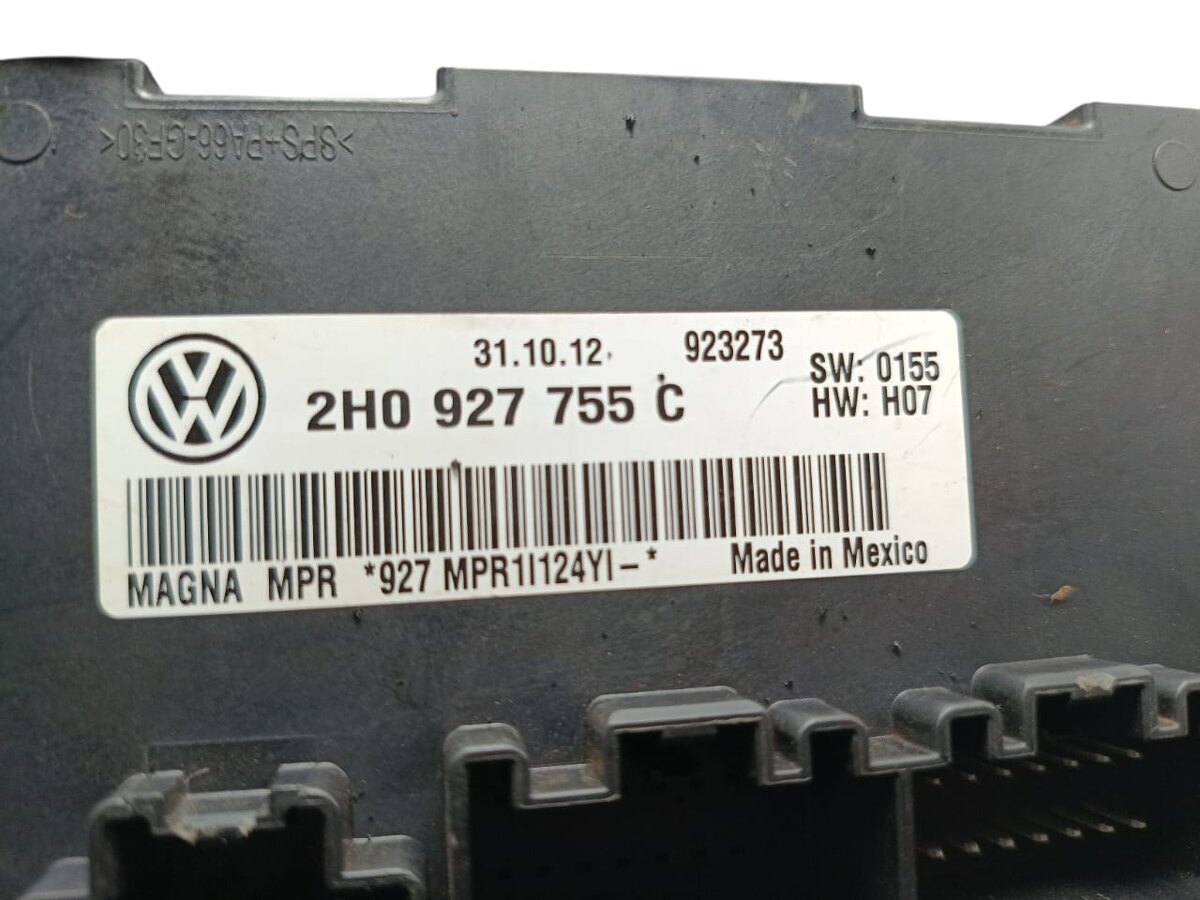 >SPS+PA66-GF30<
31.10.12. 923273
2H0 927 755 C
SW: 0155
HW: H07
MAGNA MPR *927 MPR1I124YI-* Made in Mexico